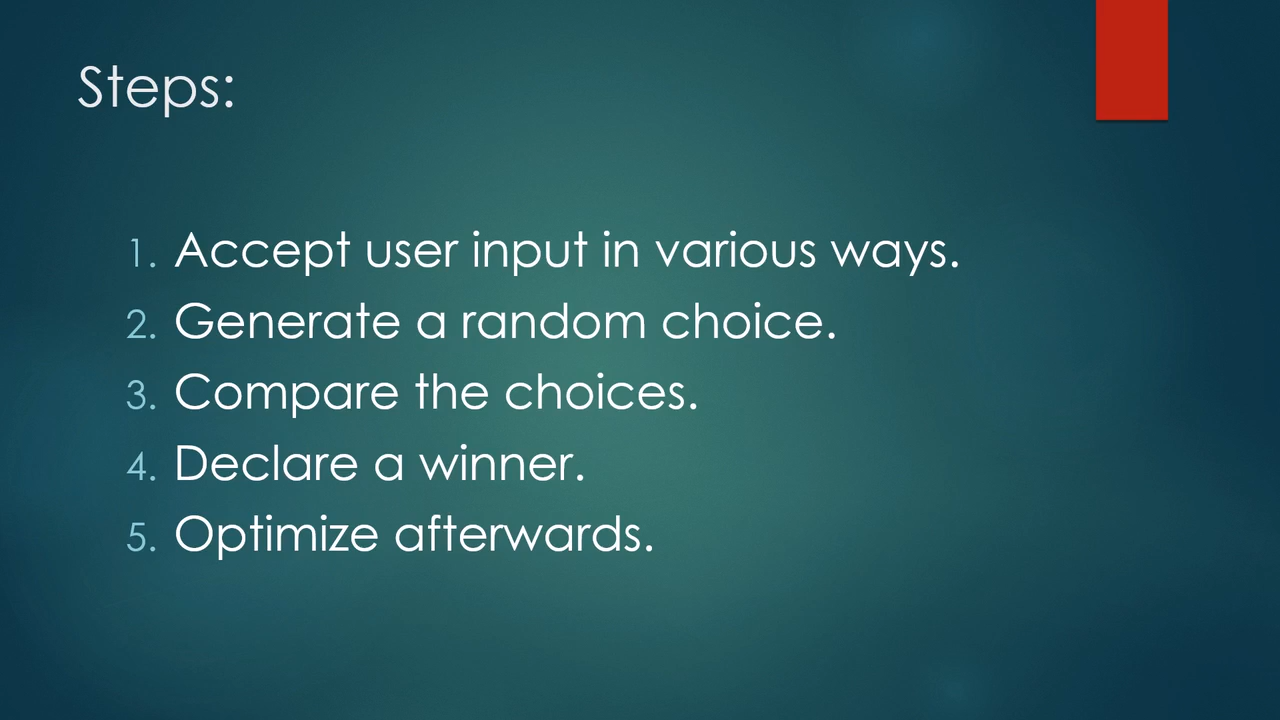 Steps:
1. Accept user input in various ways.
2. Generate a random choice.
3. Compare the choices.
4. Declare a winner.
5. Optimize afterwards.